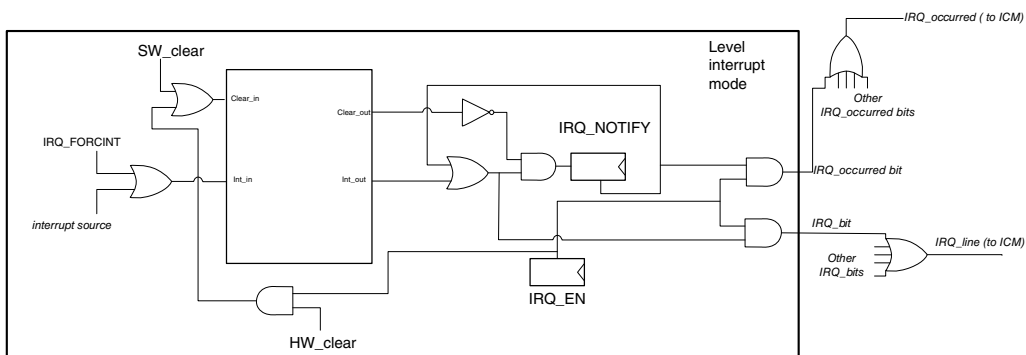 IRQ_occurred ( to ICM)
Level
interrupt
mode
SW_clear
Clear_in
Clear_out
Other
IRQ_occurred bits
IRQ_NOTIFY
IRQ_FORCINT
Int_in
Int_out
IRQ_occurred bit
interrupt source
IRQ_bit
IRQ_line (to ICM)
Other
IRQ_bits
IRQ_EN
HW_clear